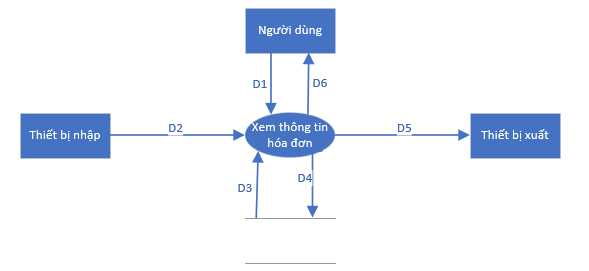 Người dùng
D1
D6
Thiết bị nhập
D2
Xem thông tin
hóa đơn
D5
Thiết bị xuất
D3
D4